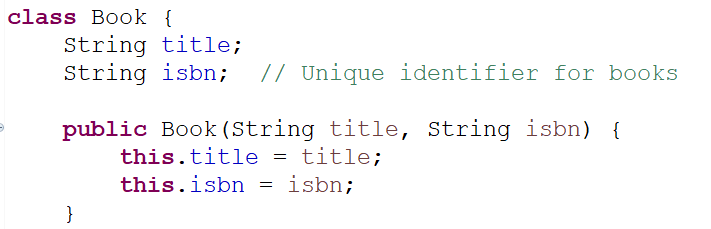 class Book {
    String title;
    String isbn;  // Unique identifier for books
    public Book(String title, String isbn) {
        this.title = title;
        this.isbn = isbn;
    }